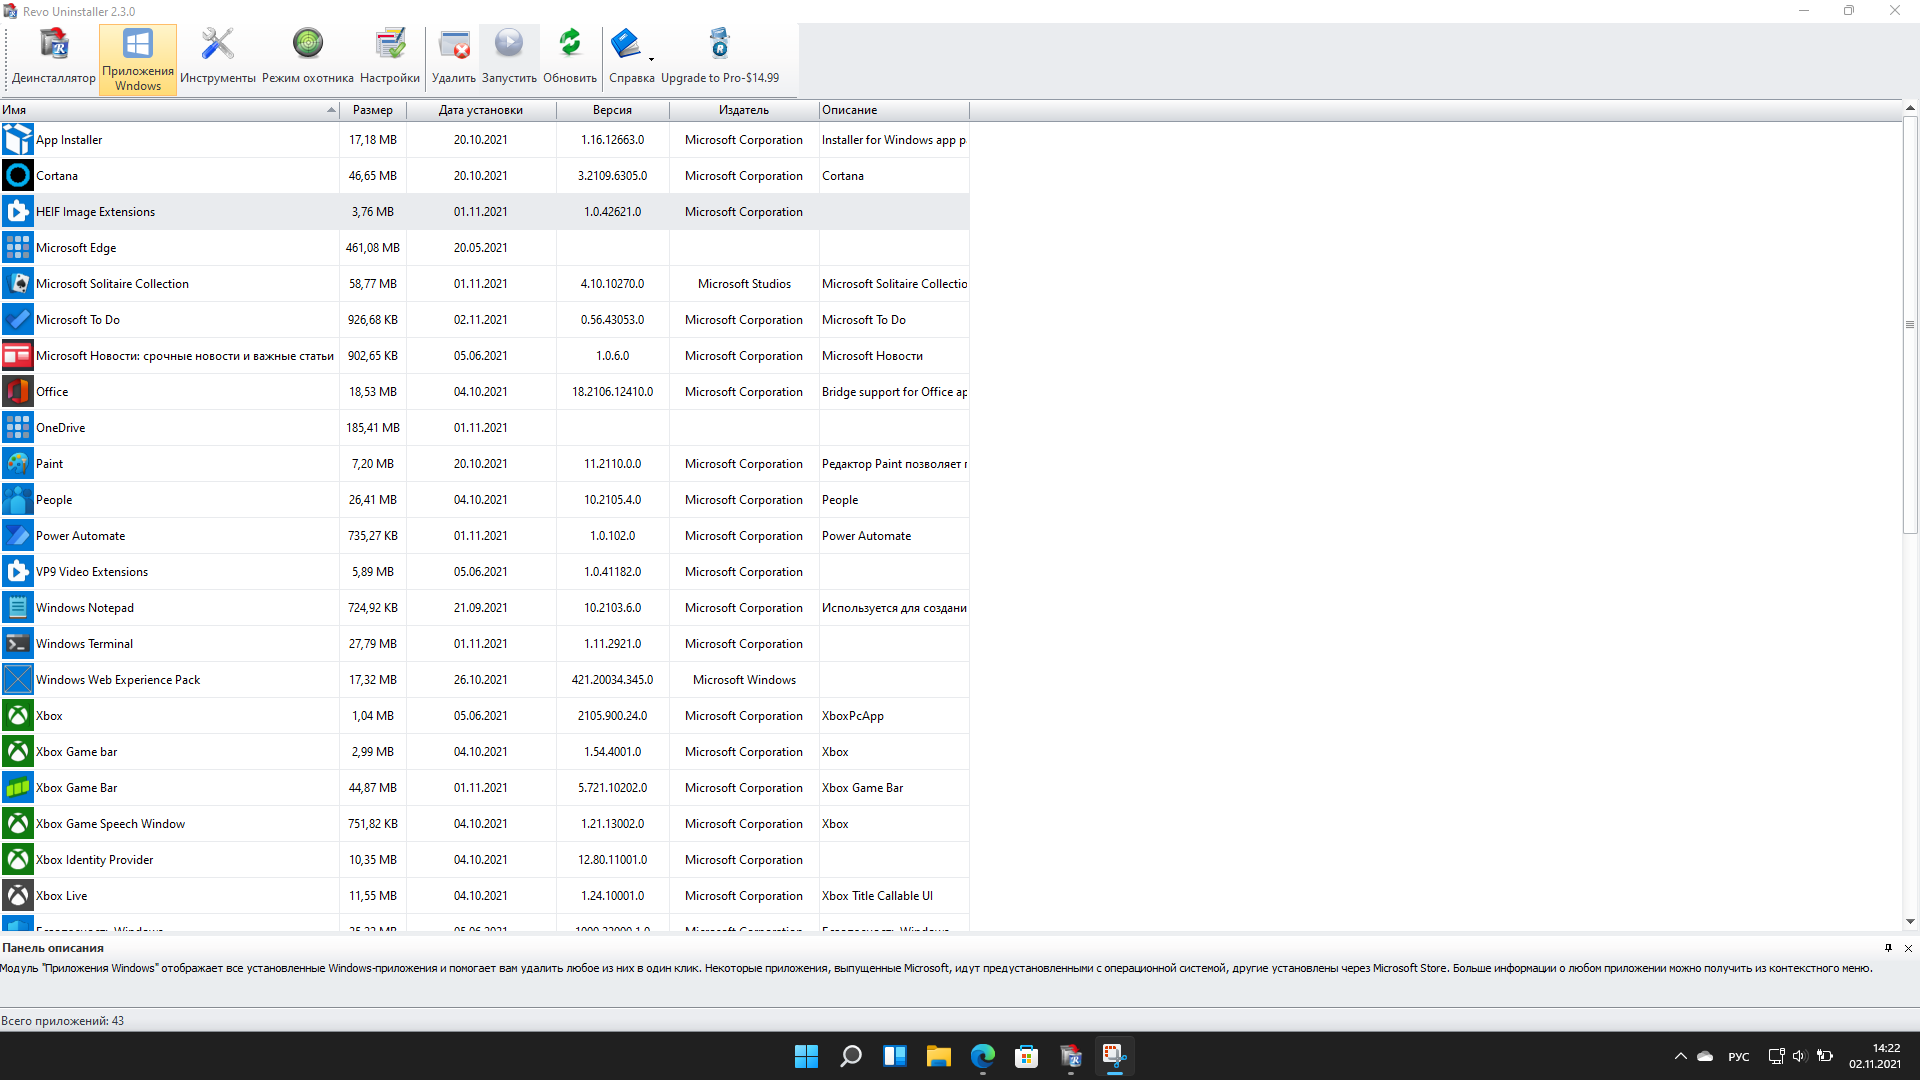 Revo Uninstaller 2.3.0
Деинсталлятор
Приложения Wndows
Инструменты
Режим охотника
Настройки
Удалить
Запустить
Обновить
Справка
Upgrade to Pro-$14.99
Имя Размер Дата установки Версия Издатель Описание
App Installer 17,18 MB 20.10.2021 1.16.12663.0 Microsoft Corporation Installer for Windows app p
Cortana 46,65 MB 20.10.2021 3.2109.6305.0 Microsoft Corporation Cortana
HEIF Image Extensions 3,76 MB 01.11.2021 1.0.42621.0 Microsoft Corporation
Microsoft Edge 461,08 MB 20.05.2021
Microsoft Solitaire Collection 58,77 MB 01.11.2021 4.10.10270.0 Microsoft Studios Microsoft Solitaire Collectio
Microsoft To Do 926,68 KB 02.11.2021 0.56.43053.0 Microsoft Corporation Microsoft To Do
Microsoft Новости: срочные новости и важные статьи 902,65 KB 05.06.2021 1.0.6.0 Microsoft Corporation Microsoft Новости
Office 18,53 MB 04.10.2021 18.2106.12410.0 Microsoft Corporation Bridge support for Office ap
OneDrive 185,41 MB 01.11.2021
Paint 7,20 MB 20.10.2021 11.2110.0.0 Microsoft Corporation Редактор Paint позволяет
People 26,41 MB 04.10.2021 10.2105.4.0 Microsoft Corporation People
Power Automate 735,27 KB 01.11.2021 1.0.102.0 Microsoft Corporation Power Automate
VP9 Video Extensions 5,89 MB 05.06.2021 1.0.41182.0 Microsoft Corporation
Windows Notepad 724,92 KB 21.09.2021 10.2103.6.0 Microsoft Corporation Используется для создани
Windows Terminal 27,79 MB 01.11.2021 1.11.2921.0 Microsoft Corporation
Windows Web Experience Pack 17,32 MB 26.10.2021 421.20034.345.0 Microsoft Windows
Xbox 1,04 MB 05.06.2021 2105.900.24.0 Microsoft Corporation XboxPcApp
Xbox Game bar 2,99 MB 04.10.2021 1.54.4001.0 Microsoft Corporation Xbox
Xbox Game Bar 44,87 MB 01.11.2021 5.721.10202.0 Microsoft Corporation Xbox Game Bar
Xbox Game Speech Window 751,82 KB 04.10.2021 1.21.13002.0 Microsoft Corporation Xbox
Xbox Identity Provider 10,35 MB 04.10.2021 12.80.11001.0 Microsoft Corporation
Xbox Live 11,55 MB 04.10.2021 1.24.10001.0 Microsoft Corporation Xbox Title Callable UI
Панель описания
Модуль "Приложения Windows" отображает все установленные Windows-приложения и помогает вам удалить любое из них в один клик. Некоторые приложения, выпущенные Microsoft, идут предустановленными с операционной системой, другие установлены через Microsoft Store. Больше информации о любом приложении можно получить из контекстного меню.
Всего приложений: 43
РУС
14:22
02.11.2021